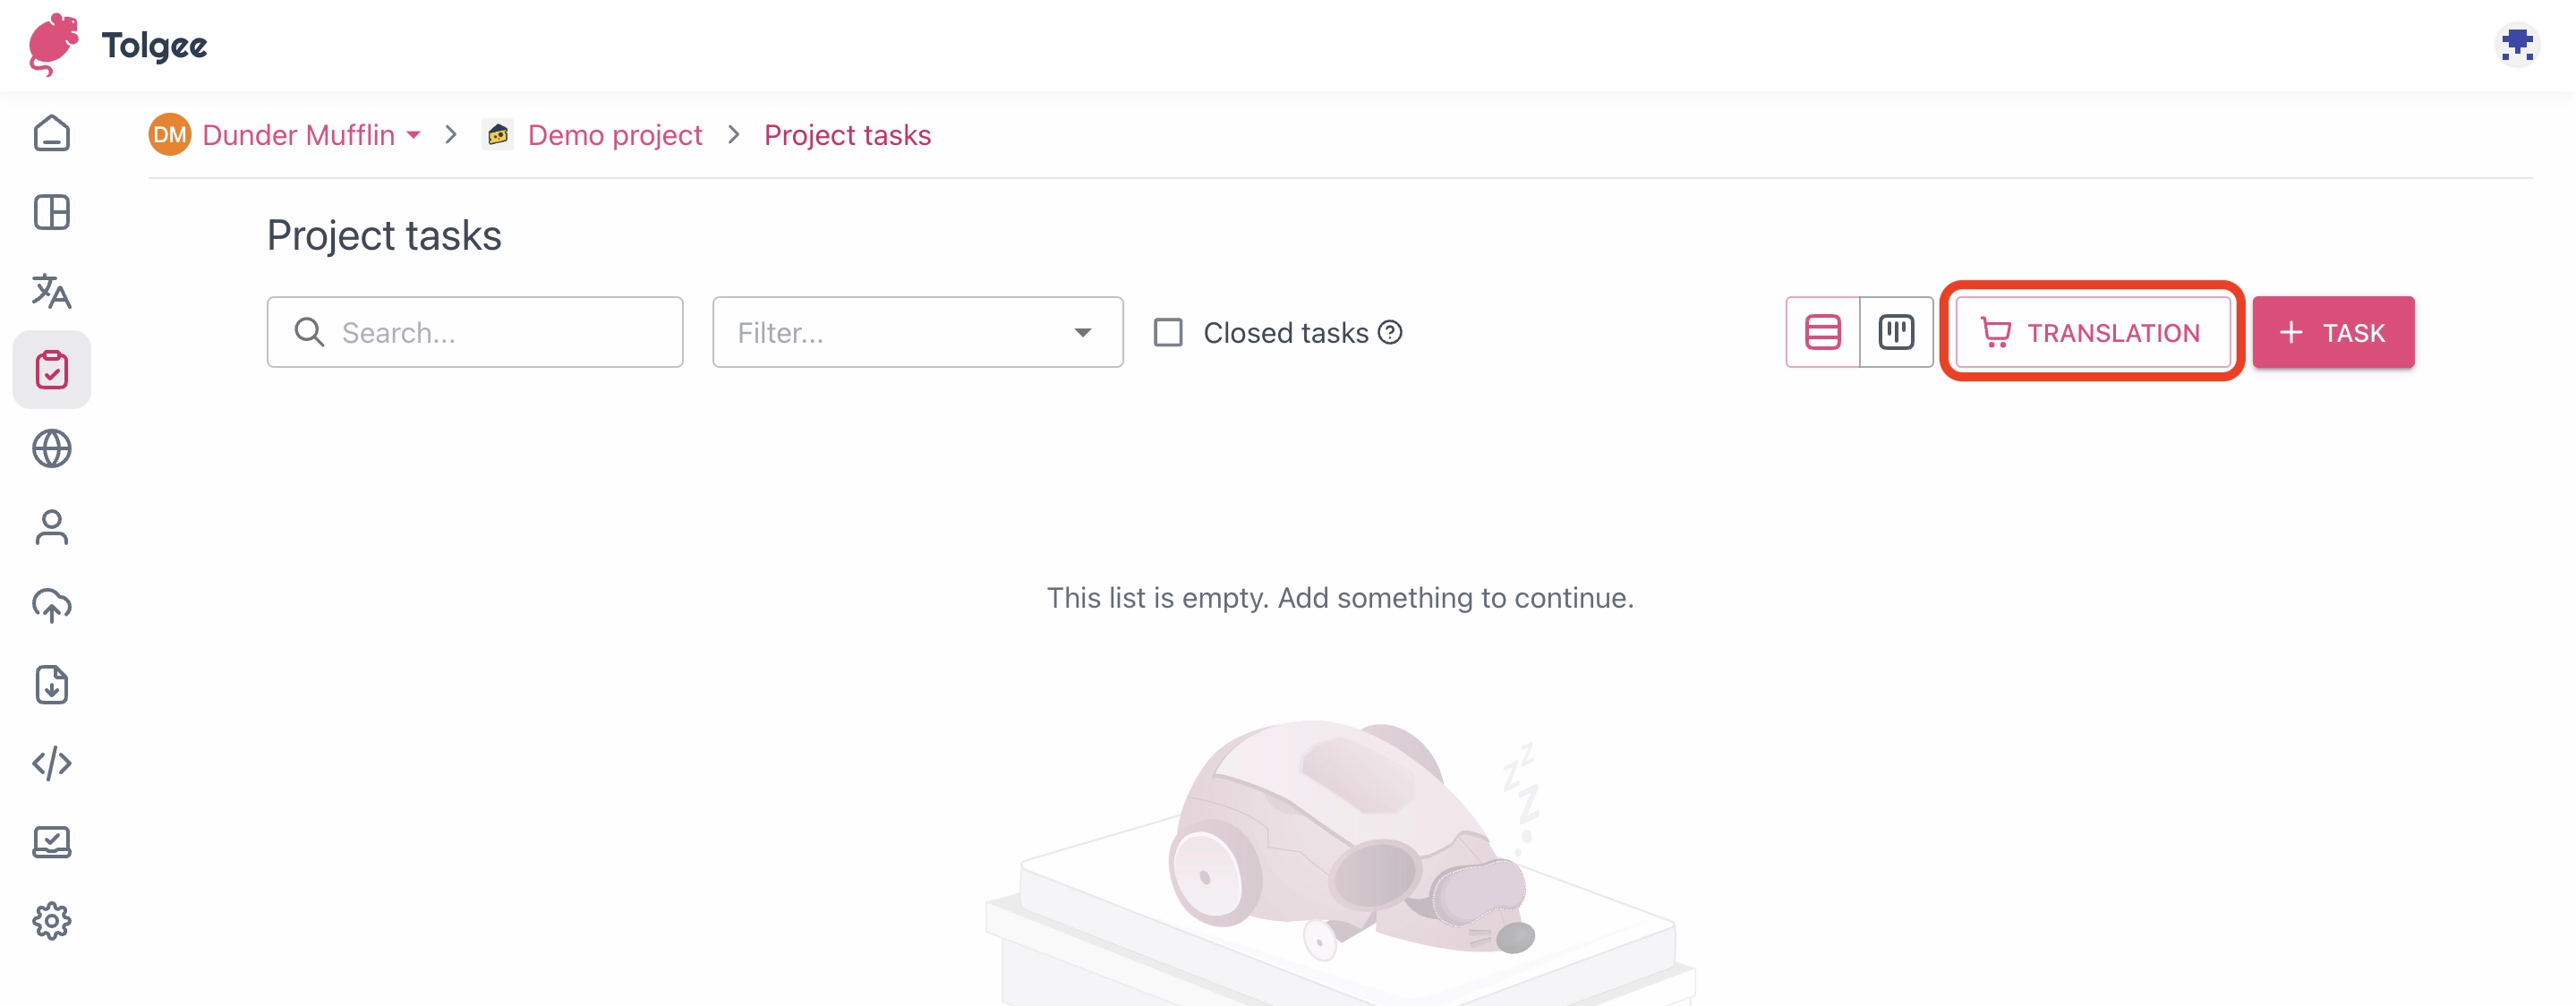 Tolgee
DM Dunder Mufflin > Demo project > Project tasks
Project tasks
Search... Filter... Closed tasks TRANSLATION + TASK
This list is empty. Add something to continue.
z
z
z